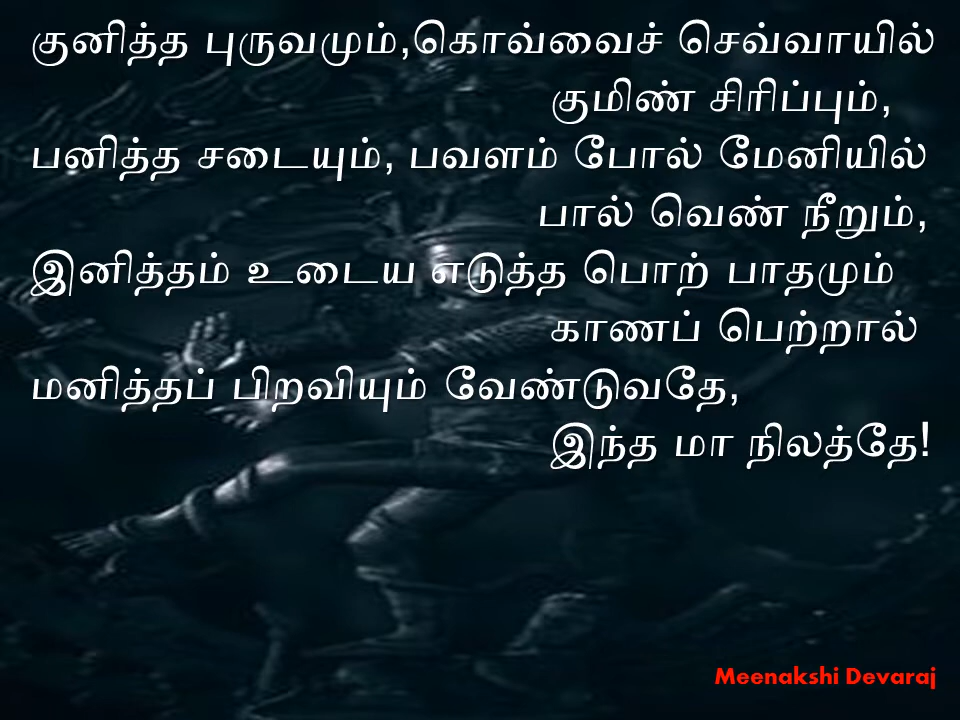 குனித்த புருவமும்,கொவ்வைச் செவ்வாயில்
குமிண் சிரிப்பும்,
பனித்த சடையும், பவளம் போல் மேனியில்
பால் வெண் நீறும்,
இனித்தம் உடைய எடுத்த பொற் பாதமும்
காணப் பெற்றால்
மனித்தப் பிறவியும் வேண்டுவதே,
இந்த மா நிலத்தே!
Meenakshi Devaraj